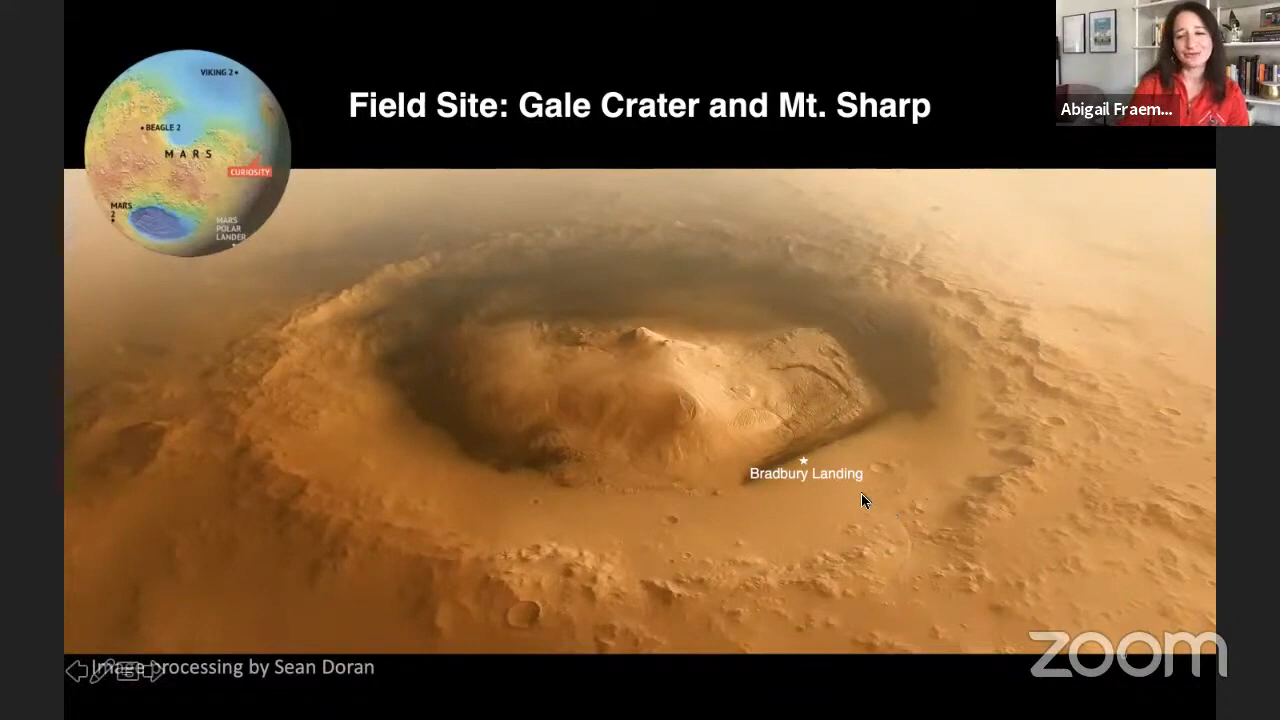 Field Site: Gale Crater and Mt. Sharp
VIKING 2
BEAGLE 2
MARS
CURIOSITY
MARS
2
MARS
POLAR
LANDER
Abigail Fraem...
Bradbury Landing
Image processing by Sean Doran
zoom